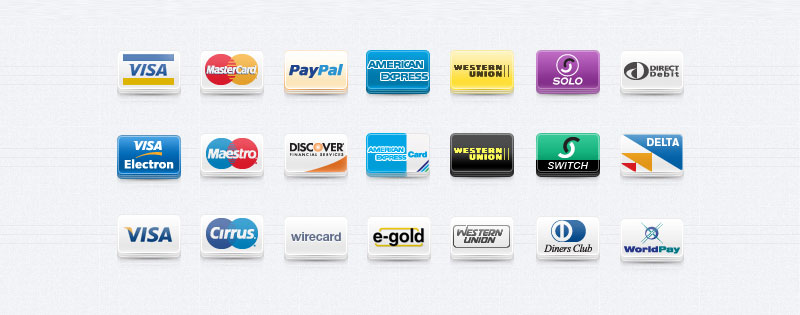 VISA
MasterCard
PayPal
AMERICAN
EXPRESS
WESTERN
UNION
SOLO
DIRECT
Debit
VISA
Electron
Maestro
DISCOVER
FINANCIAL SERVICES
AMERICAN
EXPRESS Card
WESTERN
UNION
SWITCH
DELTA
VISA
Cirrus
wirecard
e-gold
WESTERN
UNION
Diners Club
WorldPay